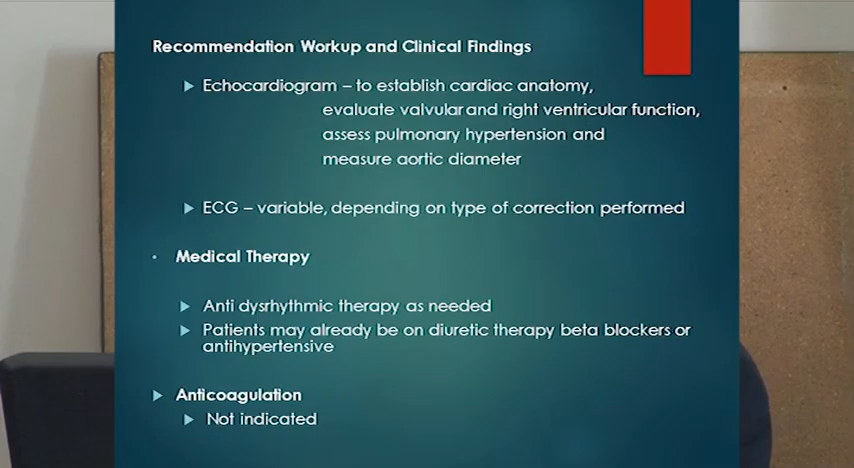 Recommendation Workup and Clinical Findings
Echocardiogram – to establish cardiac anatomy,
evaluate valvular and right ventricular function,
assess pulmonary hypertension and
measure aortic diameter
ECG – variable, depending on type of correction performed
Medical Therapy
Anti dysrhythmic therapy as needed
Patients may already be on diuretic therapy beta blockers or
antihypertensive
Anticoagulation
Not indicated